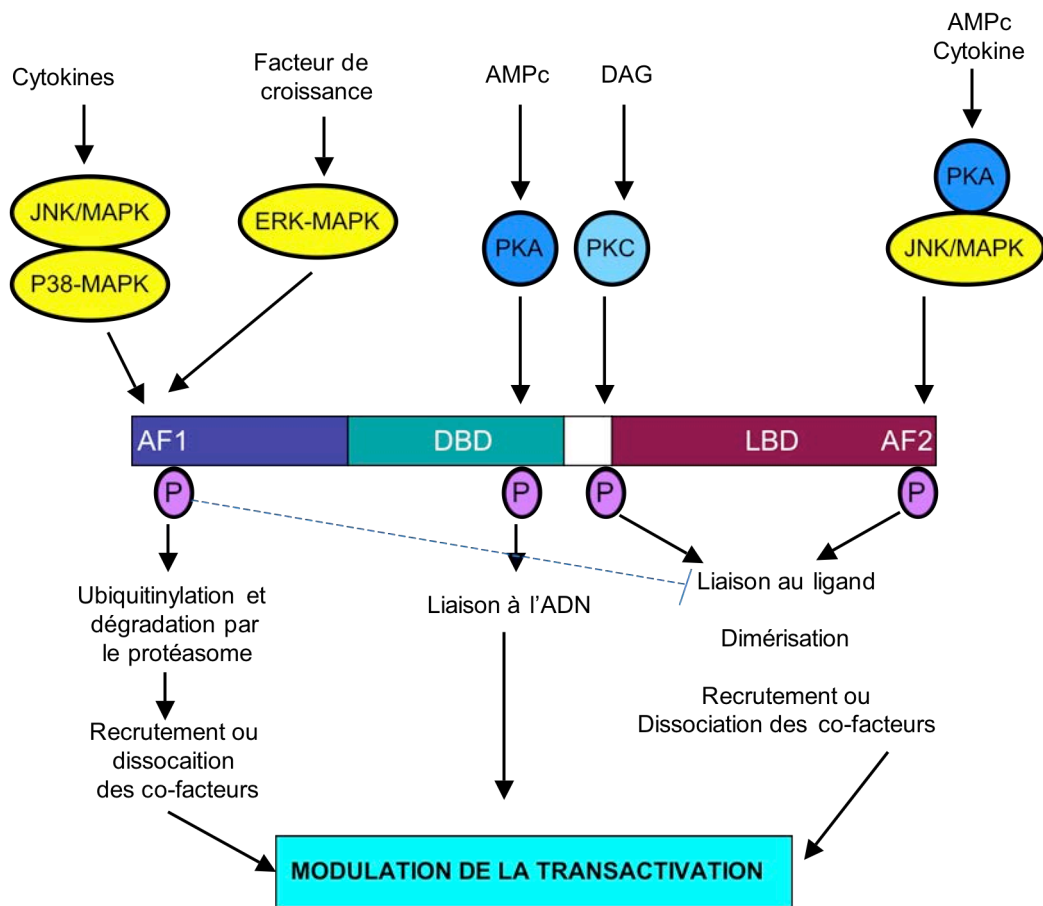 AMPc
Cytokine
Cytokines
Facteur de
croissance
AMPc
DAG
JNK/MAPK
P38-MAPK
ERK-MAPK
PKA
PKC
PKA
JNK/MAPK
AF1
DBD
LBD
AF2
P
P
P
P
Ubiquitinylation et
dégradation par
le protéasome
Liaison à l'ADN
Liaison au ligand
Dimérisation
Recrutement ou
Dissociation des co-facteurs
Recrutement ou
dissocaition
des co-facteurs
MODULATION DE LA TRANSACTIVATION